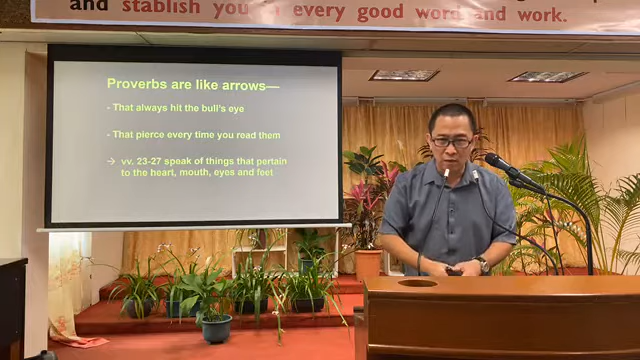 and stablish you in every good word and work.
Proverbs are like arrows—
- That always hit the bull's eye
- That pierce every time you read them
→ vv. 23-27 speak of things that pertain
to the heart, mouth, eyes and feet